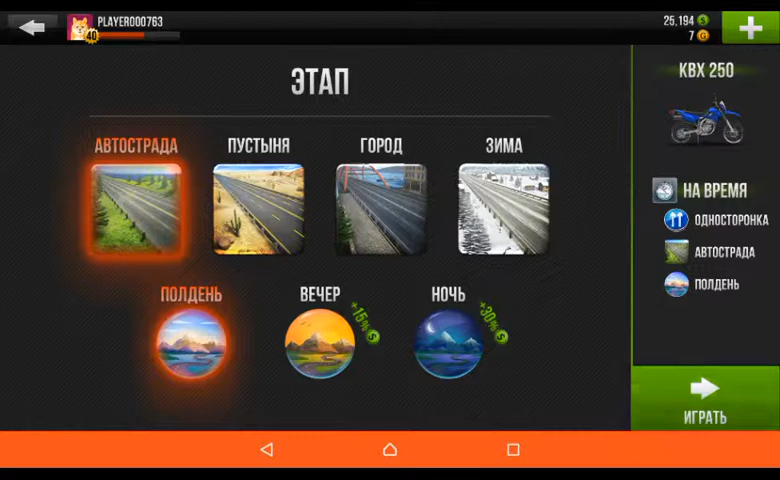 PLAYER000763
40
25,194
7 G
ЭТАП
КВХ 250
АВТОСТРАДА ПУСТЫНЯ ГОРОД ЗИМА
НА ВРЕМЯ
ОДНОСТОРОНКА
АВТОСТРАДА
ПОЛДЕНЬ
ПОЛДЕНЬ ВЕЧЕР НОЧЬ
+15% $
+30% $
ИГРАТЬ